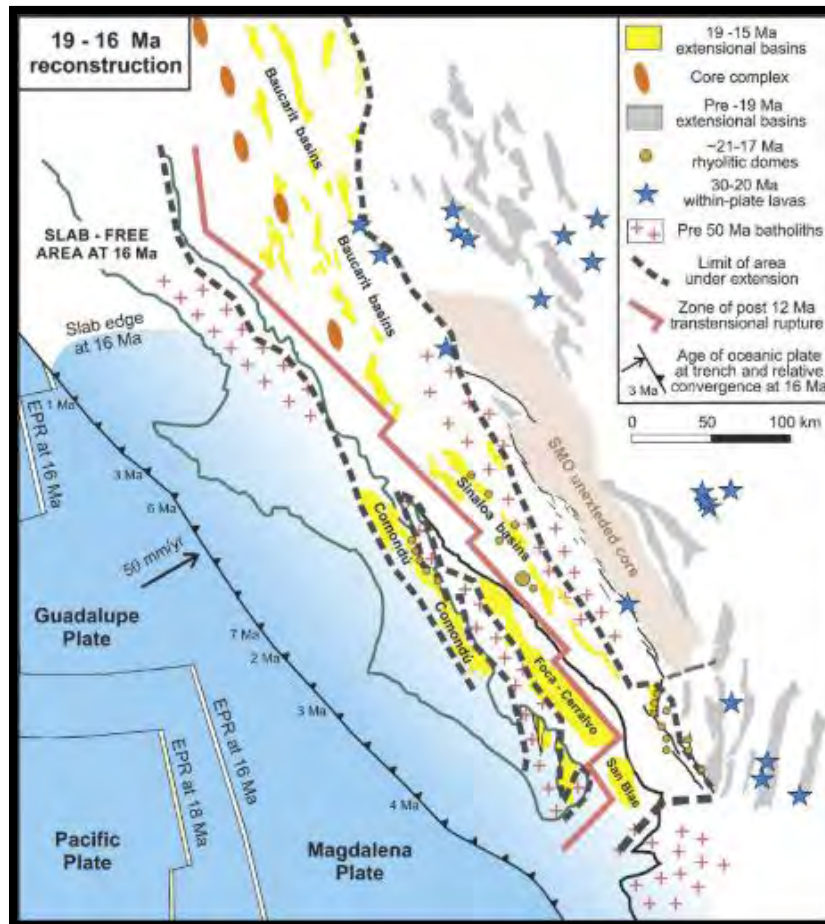 19 - 16 Ma
reconstruction
19 -15 Ma
extensional basins
Core complex
Pre -19 Ma
extensional basins
~21-17 Ma
rhyolitic domes
30-20 Ma
within-plate lavas
Pre 50 Ma batholiths
Limit of area
under extension
Zone of post 12 Ma
transtensional rupture
Age of oceanic plate
at trench and relative
convergence at 16 Ma
3 Ma
0 50 100 km
Baucarit basins
Baucarit basins
SLAB - FREE
AREA AT 16 Ma
Slab edge
at 16 Ma
EPR at 16 Ma
1 Ma
3 Ma
6 Ma
50 mm/yr
SMO unexteded core
Sinaloa basins
Comondú
Comondú
Guadalupe
Plate
7 Ma
2 Ma
3 Ma
4 Ma
Foca - Cerralvo
San Blas
EPR at 16 Ma
EPR at 18 Ma
Pacific
Plate
Magdalena
Plate